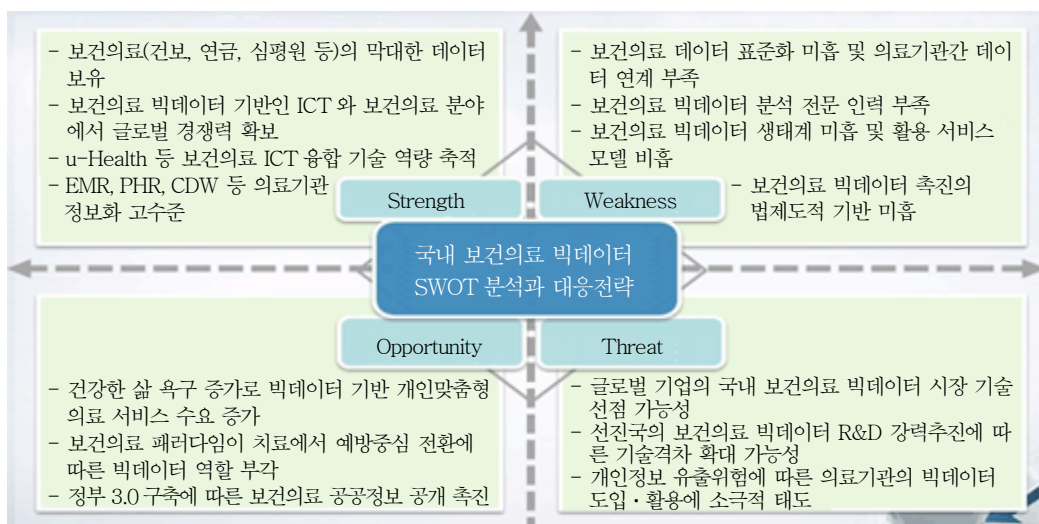 - 보건의료(건보, 연금, 심평원 등)의 막대한 데이터
보유
- 보건의료 빅데이터 기반인 ICT와 보건의료 분야
에서 글로벌 경쟁력 확보
- u-Health 등 보건의료 ICT 융합 기술 역량 축적
- EMR, PHR, CDW 등 의료기관
정보화 고수준
Strength
- 보건의료 데이터 표준화 미흡 및 의료기관간 데이
터 연계 부족
- 보건의료 빅데이터 분석 전문 인력 부족
- 보건의료 빅데이터 생태계 미흡 및 활용 서비스
모델 비흡
- 보건의료 빅데이터 촉진의
법제도적 기반 미흡
Weakness
국내 보건의료 빅데이터
SWOT 분석과 대응전략
Opportunity
- 건강한 삶 욕구 증가로 빅데이터 기반 개인맞춤형
의료 서비스 수요 증가
- 보건의료 패러다임이 치료에서 예방중심 전환에
따른 빅데이터 역할 부각
- 정부 3.0 구축에 따른 보건의료 공공정보 공개 촉진
Threat
- 글로벌 기업의 국내 보건의료 빅데이터 시장 기술
선점 가능성
- 선진국의 보건의료 빅데이터 R&D 강력추진에 따
른 기술격차 확대 가능성
- 개인정보 유출위험에 따른 의료기관의 빅데이터
도입·활용에 소극적 태도